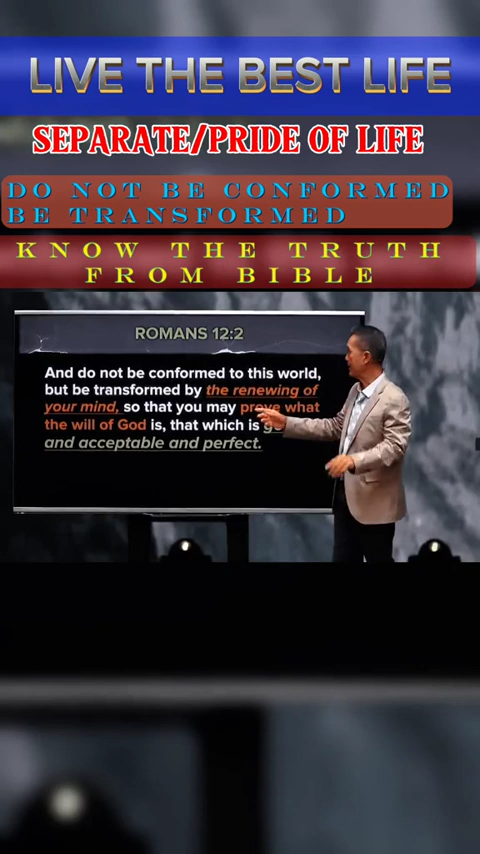 LIVE THE BEST LIFE
SEPARATE/PRIDE OF LIFE
DO NOT BE CONFORMED
BE TRANSFORMED
KNOW THE TRUTH
FROM BIBLE
ROMANS 12:2
And do not be conformed to this world,
but be transformed by the renewing of
your mind, so that you may prove what
the will of God is, that which is
and acceptable and perfect.